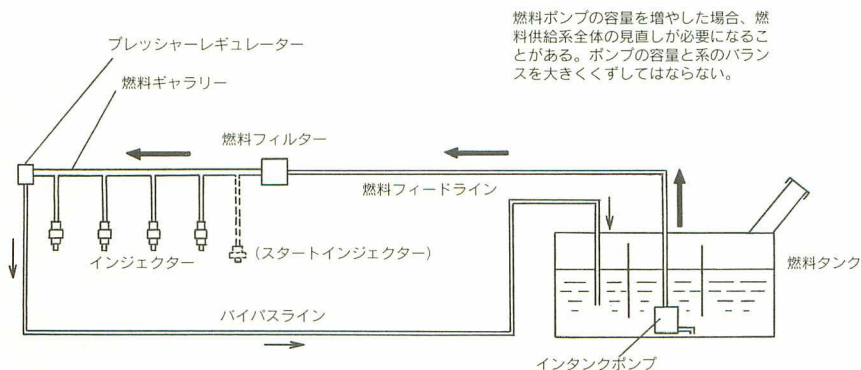 燃料ポンプの容量を増やした場合、燃
料供給系全体の見直しが必要になるこ
とがある。ポンプの容量と系のバラン
スを大きくくずしてはならない。
プレッシャーレギュレーター
燃料ギャラリー
燃料フィルター
燃料フィードライン
インジェクター
(スタートインジェクター)
燃料タンク
バイパスライン
インタンクポンプ